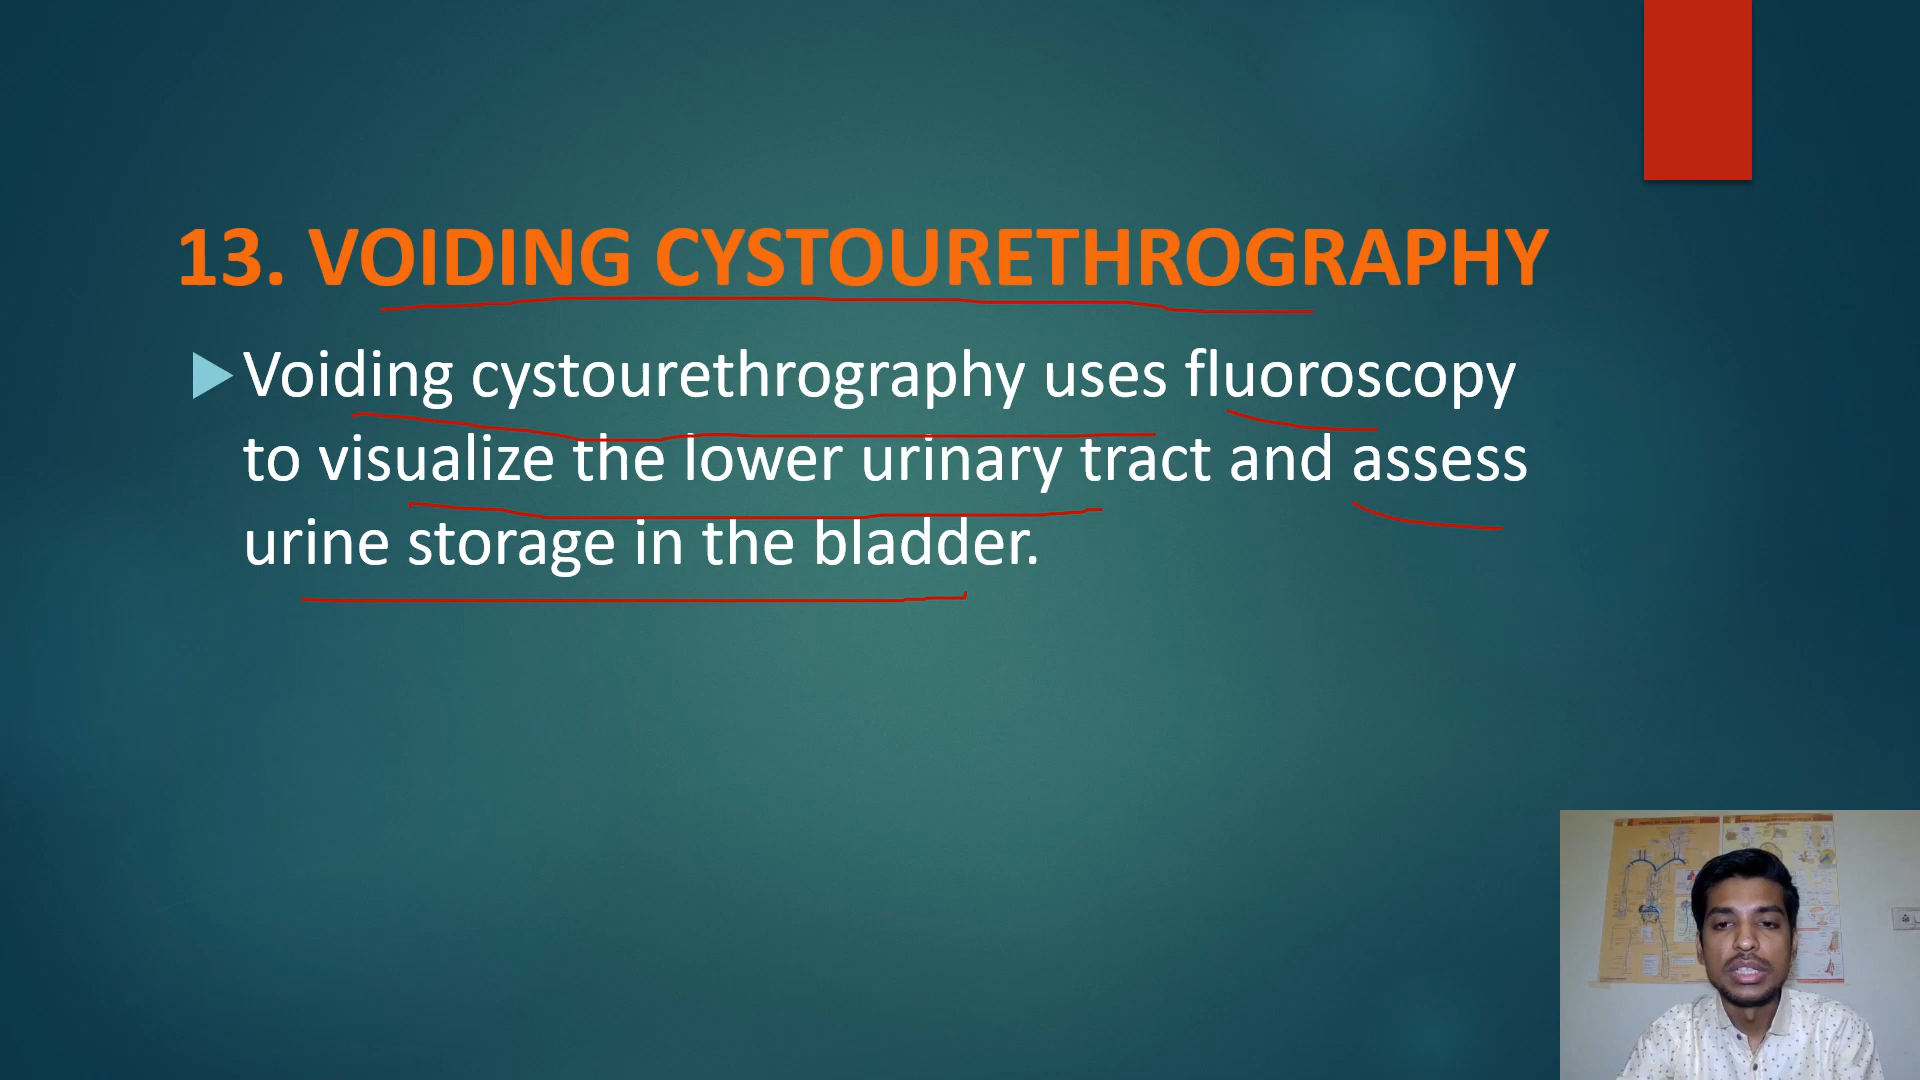 13. VOIDING CYSTOURETHROGRAPHY
Voiding cystourethrography uses fluoroscopy
to visualize the lower urinary tract and assess
urine storage in the bladder.